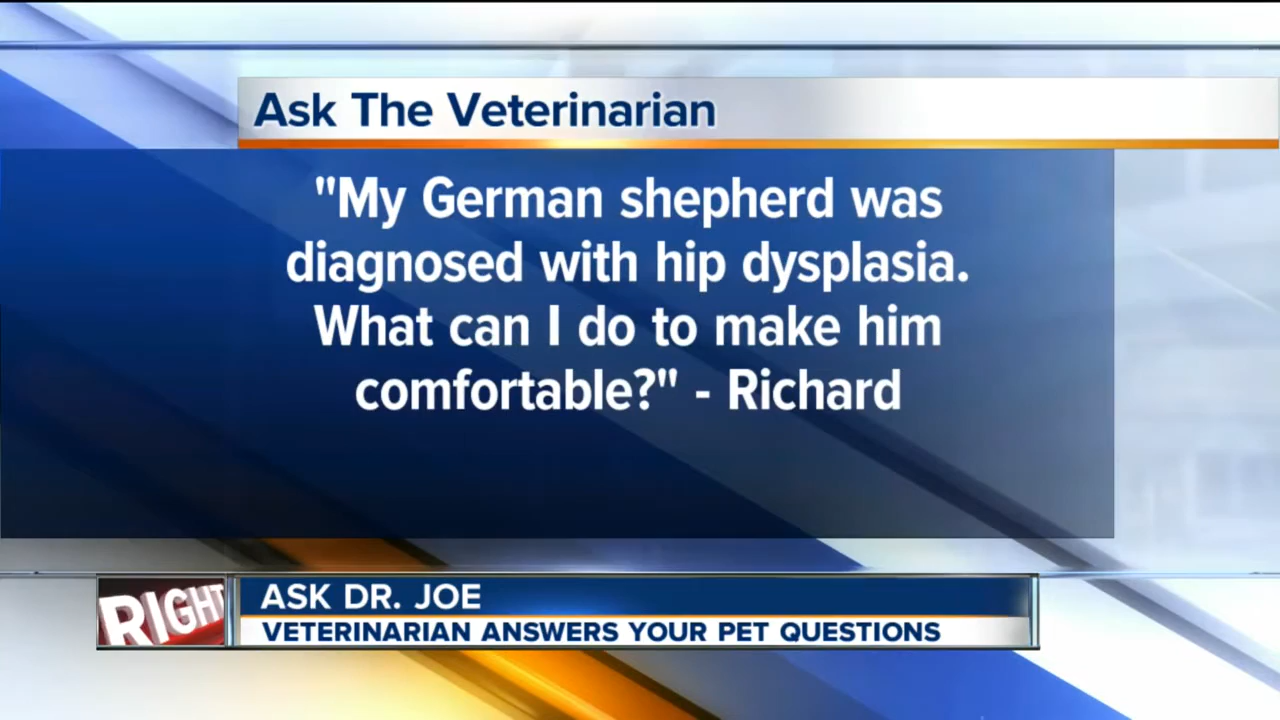 Ask The Veterinarian
"My German shepherd was
diagnosed with hip dysplasia.
What can I do to make him
comfortable?" - Richard
RIGHT
ASK DR. JOE
VETERINARIAN ANSWERS YOUR PET QUESTIONS